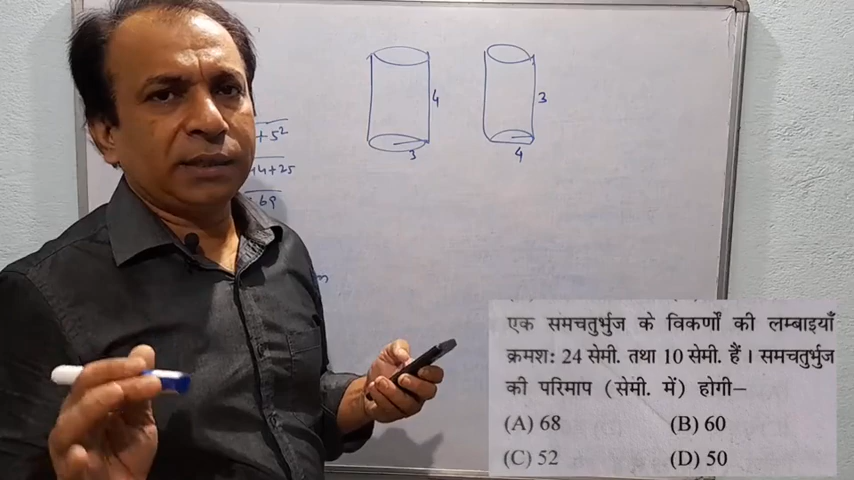 +5²
44+25
69
4
3
3
4
m
एक समचतुर्भुज के विकर्णों की लम्बाइयाँ
क्रमश: 24 सेमी. तथा 10 सेमी. हैं। समचतुर्भुज
की परिमाप (सेमी. में) होगी–
(A) 68 (B) 60
(C) 52 (D) 50